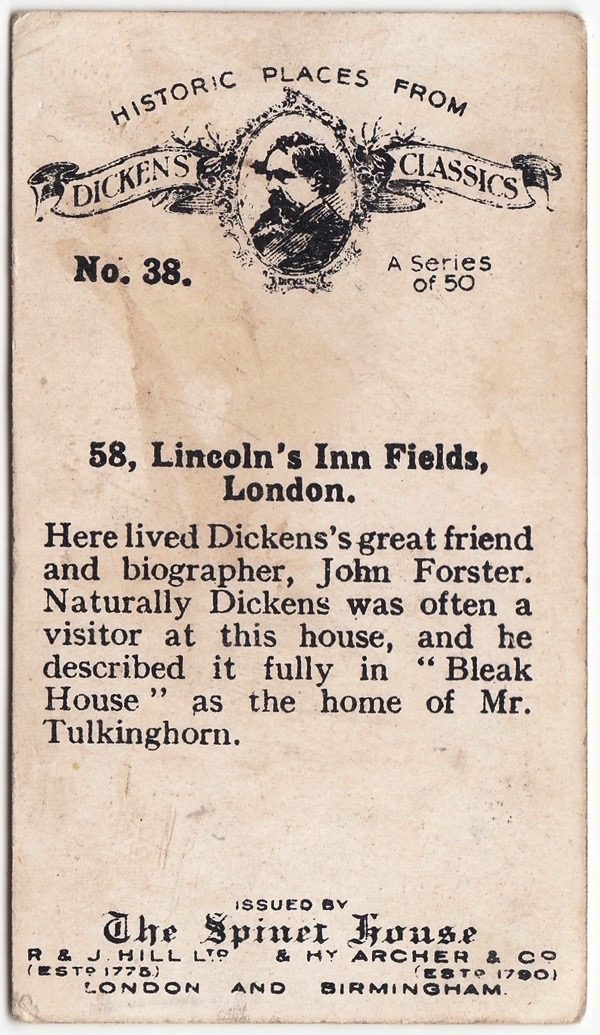 HISTORIC PLACES FROM
DICKENS' CLASSICS
DICKENS
No. 38.
A Series
of 50
58, Lincoln's Inn Fields,
London.
Here lived Dickens's great friend
and biographer, John Forster.
Naturally Dickens was often a
visitor at this house, and he
described it fully in "Bleak
House" as the home of Mr.
Tulkinghorn.
ISSUED BY
The Spinet House
R & J. HILL LTD & HY ARCHER & CO
(ESTD 1775) (ESTD 1790)
LONDON AND BIRMINGHAM.